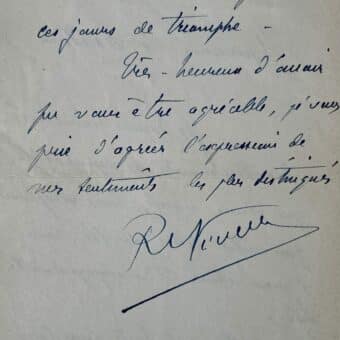 ces jours de triomphe -
Très-heureux d'avoir
pu vous être agréable, je vous
prie d'agréer l'expression de
mes sentiments les plus distingués
R Nivelle